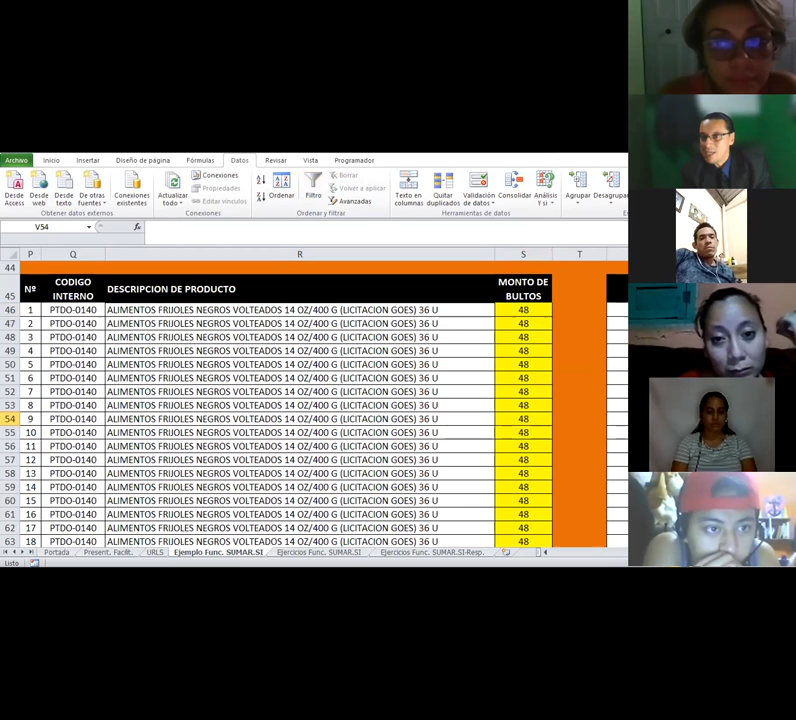 Archivo Inicio Insertar Diseño de página Fórmulas Datos Revisar Vista Programador
Desde Access
Desde web
Desde texto
De otras fuentes
Conexiones existentes
Obtener datos externos
Actualizar todo
Conexiones
Propiedades
Editar vínculos
Conexiones
Ordenar
Filtro
Borrar
Volver a aplicar
Avanzadas
Ordenar y filtrar
Texto en columnas
Quitar duplicados
Validación de datos
Consolidar
Análisis Y si
Herramientas de datos
Agrupar
Desagrupar
V54 fx
P Q R S T
44
45 Nº CODIGO INTERNO DESCRIPCION DE PRODUCTO MONTO DE BULTOS
46 1 PTDO-0140 ALIMENTOS FRIJOLES NEGROS VOLTEADOS 14 OZ/400 G (LICITACION GOES) 36 U 48
47 2 PTDO-0140 ALIMENTOS FRIJOLES NEGROS VOLTEADOS 14 OZ/400 G (LICITACION GOES) 36 U 48
48 3 PTDO-0140 ALIMENTOS FRIJOLES NEGROS VOLTEADOS 14 OZ/400 G (LICITACION GOES) 36 U 48
49 4 PTDO-0140 ALIMENTOS FRIJOLES NEGROS VOLTEADOS 14 OZ/400 G (LICITACION GOES) 36 U 48
50 5 PTDO-0140 ALIMENTOS FRIJOLES NEGROS VOLTEADOS 14 OZ/400 G (LICITACION GOES) 36 U 48
51 6 PTDO-0140 ALIMENTOS FRIJOLES NEGROS VOLTEADOS 14 OZ/400 G (LICITACION GOES) 36 U 48
52 7 PTDO-0140 ALIMENTOS FRIJOLES NEGROS VOLTEADOS 14 OZ/400 G (LICITACION GOES) 36 U 48
53 8 PTDO-0140 ALIMENTOS FRIJOLES NEGROS VOLTEADOS 14 OZ/400 G (LICITACION GOES) 36 U 48
54 9 PTDO-0140 ALIMENTOS FRIJOLES NEGROS VOLTEADOS 14 OZ/400 G (LICITACION GOES) 36 U 48
55 10 PTDO-0140 ALIMENTOS FRIJOLES NEGROS VOLTEADOS 14 OZ/400 G (LICITACION GOES) 36 U 48
56 11 PTDO-0140 ALIMENTOS FRIJOLES NEGROS VOLTEADOS 14 OZ/400 G (LICITACION GOES) 36 U 48
57 12 PTDO-0140 ALIMENTOS FRIJOLES NEGROS VOLTEADOS 14 OZ/400 G (LICITACION GOES) 36 U 48
58 13 PTDO-0140 ALIMENTOS FRIJOLES NEGROS VOLTEADOS 14 OZ/400 G (LICITACION GOES) 36 U 48
59 14 PTDO-0140 ALIMENTOS FRIJOLES NEGROS VOLTEADOS 14 OZ/400 G (LICITACION GOES) 36 U 48
60 15 PTDO-0140 ALIMENTOS FRIJOLES NEGROS VOLTEADOS 14 OZ/400 G (LICITACION GOES) 36 U 48
61 16 PTDO-0140 ALIMENTOS FRIJOLES NEGROS VOLTEADOS 14 OZ/400 G (LICITACION GOES) 36 U 48
62 17 PTDO-0140 ALIMENTOS FRIJOLES NEGROS VOLTEADOS 14 OZ/400 G (LICITACION GOES) 36 U 48
63 18 PTDO-0140 ALIMENTOS FRIJOLES NEGROS VOLTEADOS 14 OZ/400 G (LICITACION GOES) 36 U 48
Portada Present. Facilit. URLS Ejemplo Func. SUMAR.SI Ejercicios Func. SUMAR.SI Ejercicios Func. SUMAR.SI-Resp.
Listo